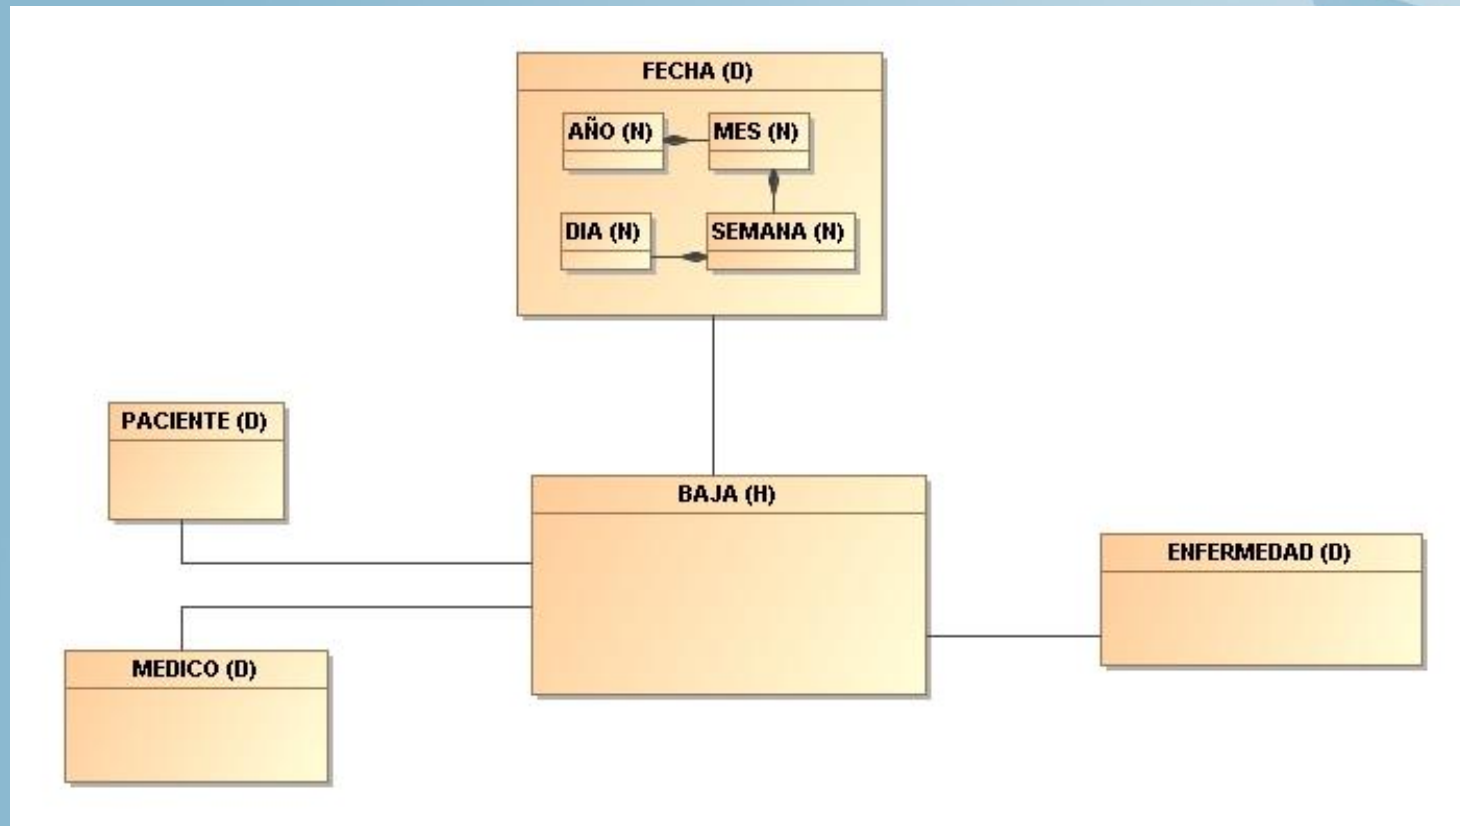 FECHA (D)
AÑO (N)
MES (N)
DIA (N)
SEMANA (N)
PACIENTE (D)
BAJA (H)
ENFERMEDAD (D)
MEDICO (D)